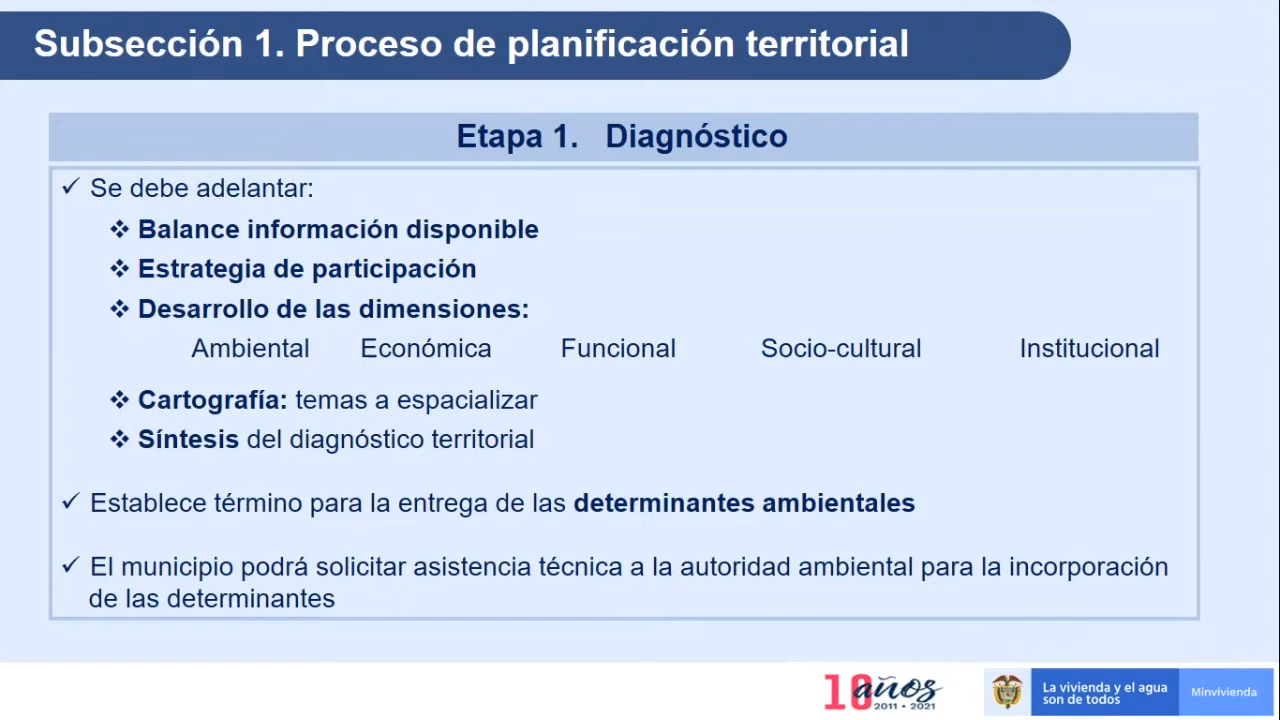 Subsección 1. Proceso de planificación territorial
Etapa 1. Diagnóstico
✓ Se debe adelantar:
❖ Balance información disponible
❖ Estrategia de participación
❖ Desarrollo de las dimensiones:
Ambiental Económica Funcional Socio-cultural Institucional
❖ Cartografía: temas a espacializar
❖ Síntesis del diagnóstico territorial
✓ Establece término para la entrega de las determinantes ambientales
✓ El municipio podrá solicitar asistencia técnica a la autoridad ambiental para la incorporación
de las determinantes
10 años
2011 • 2021
La vivienda y el agua
son de todos
Minvivienda